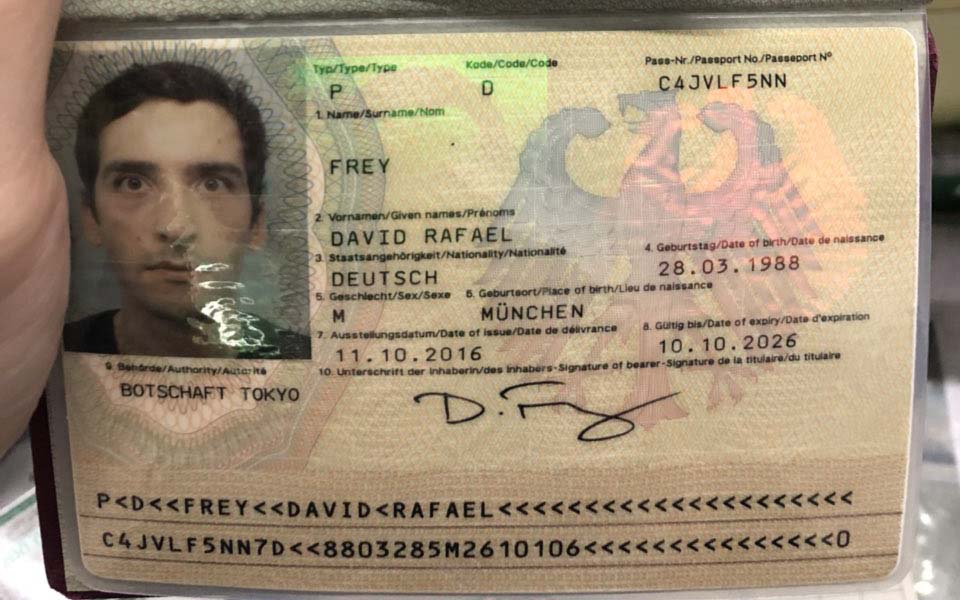 Typ/Type/Type Kode/Code/Code Pass-Nr./Passport No./Passeport Nº
P D C4JVLF5NN
1. Name/Surname/Nom
FREY
2. Vornamen/Given names/Prénoms
DAVID RAFAEL
3. Staatsangehörigkeit/Nationality/Nationalité 4. Geburtstag/Date of birth/Date de naissance
DEUTSCH 28.03.1988
5. Geschlecht/Sex/Sexe 6. Geburtsort/Place of birth/Lieu de naissance
M MÜNCHEN
7. Ausstellungsdatum/Date of issue/Date de délivrance 8. Gültig bis/Date of expiry/Date d'expiration
11.10.2016 10.10.2026
9. Behörde/Authority/Autorité 10. Unterschrift der Inhaberin/des Inhabers-Signature of bearer-Signature de la titulaire/du titulaire
BOTSCHAFT TOKYO
D. Frey
P<D<<FREY<<DAVID<RAFAEL<<<<<<<<<<<<<<<<<<<<<
C4JVLF5NN7D<<8803285M2610106<<<<<<<<<<<<<<<0